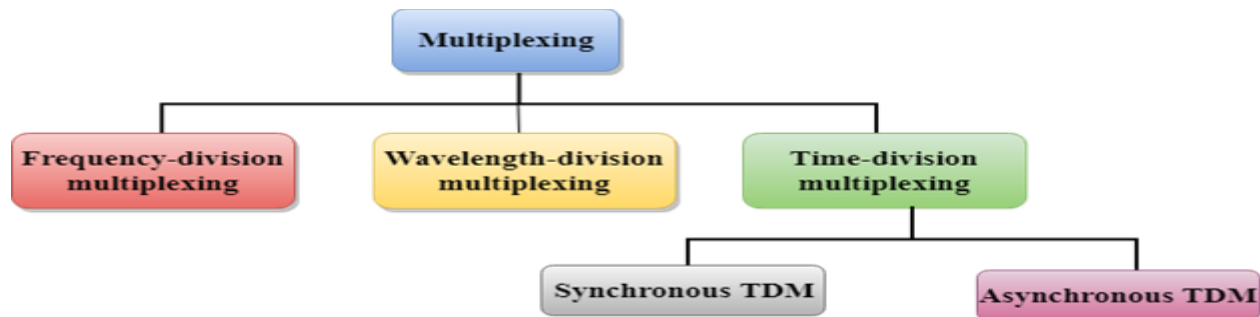 Multiplexing
Frequency-division
multiplexing
Wavelength-division
multiplexing
Time-division
multiplexing
Synchronous TDM
Asynchronous TDM